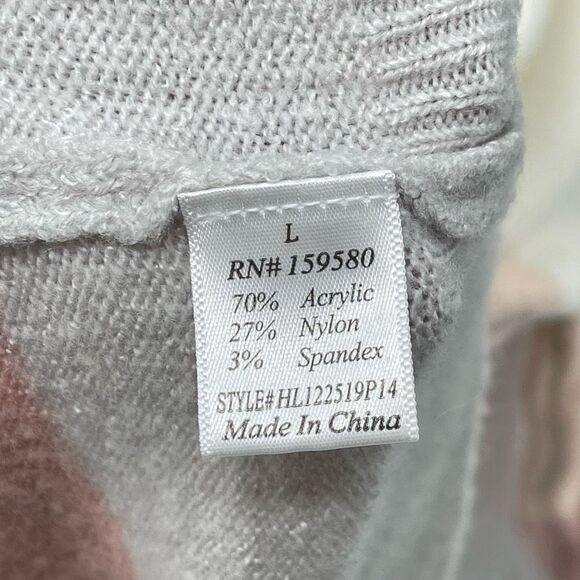 L
RN# 159580
70% Acrylic
27% Nylon
3% Spandex
STYLE# HL122519P14
Made In China